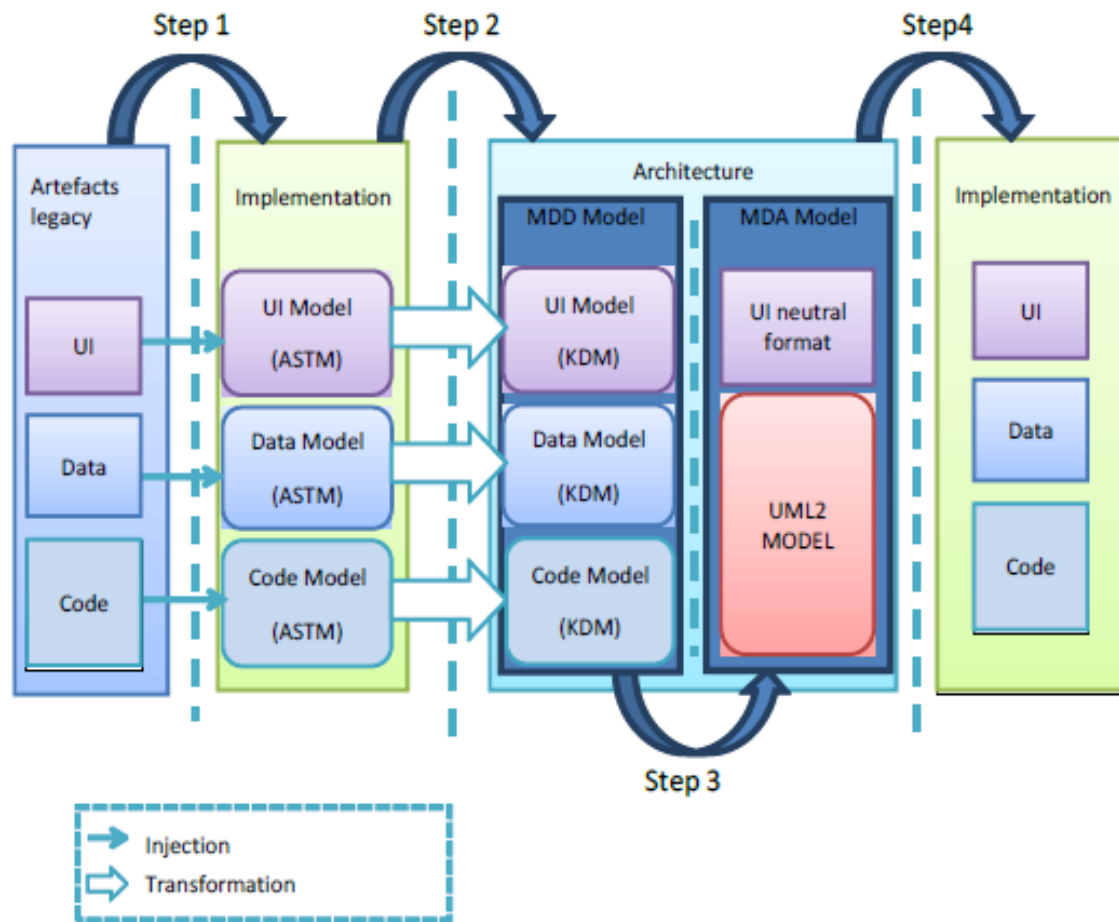 Step 1
Step 2
Step4
Artefacts
legacy
UI
Data
Code
Implementation
UI Model
(ASTM)
Data Model
(ASTM)
Code Model
(ASTM)
Architecture
MDD Model
UI Model
(KDM)
Data Model
(KDM)
Code Model
(KDM)
MDA Model
UI neutral
format
UML2
MODEL
Implementation
UI
Data
Code
Step 3
Injection
Transformation